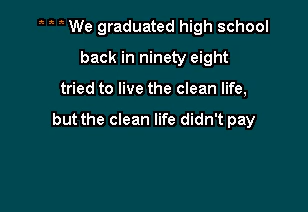 " " " We graduated high school
back in ninety eight
tried to live the clean life,
but the clean life didn't pay